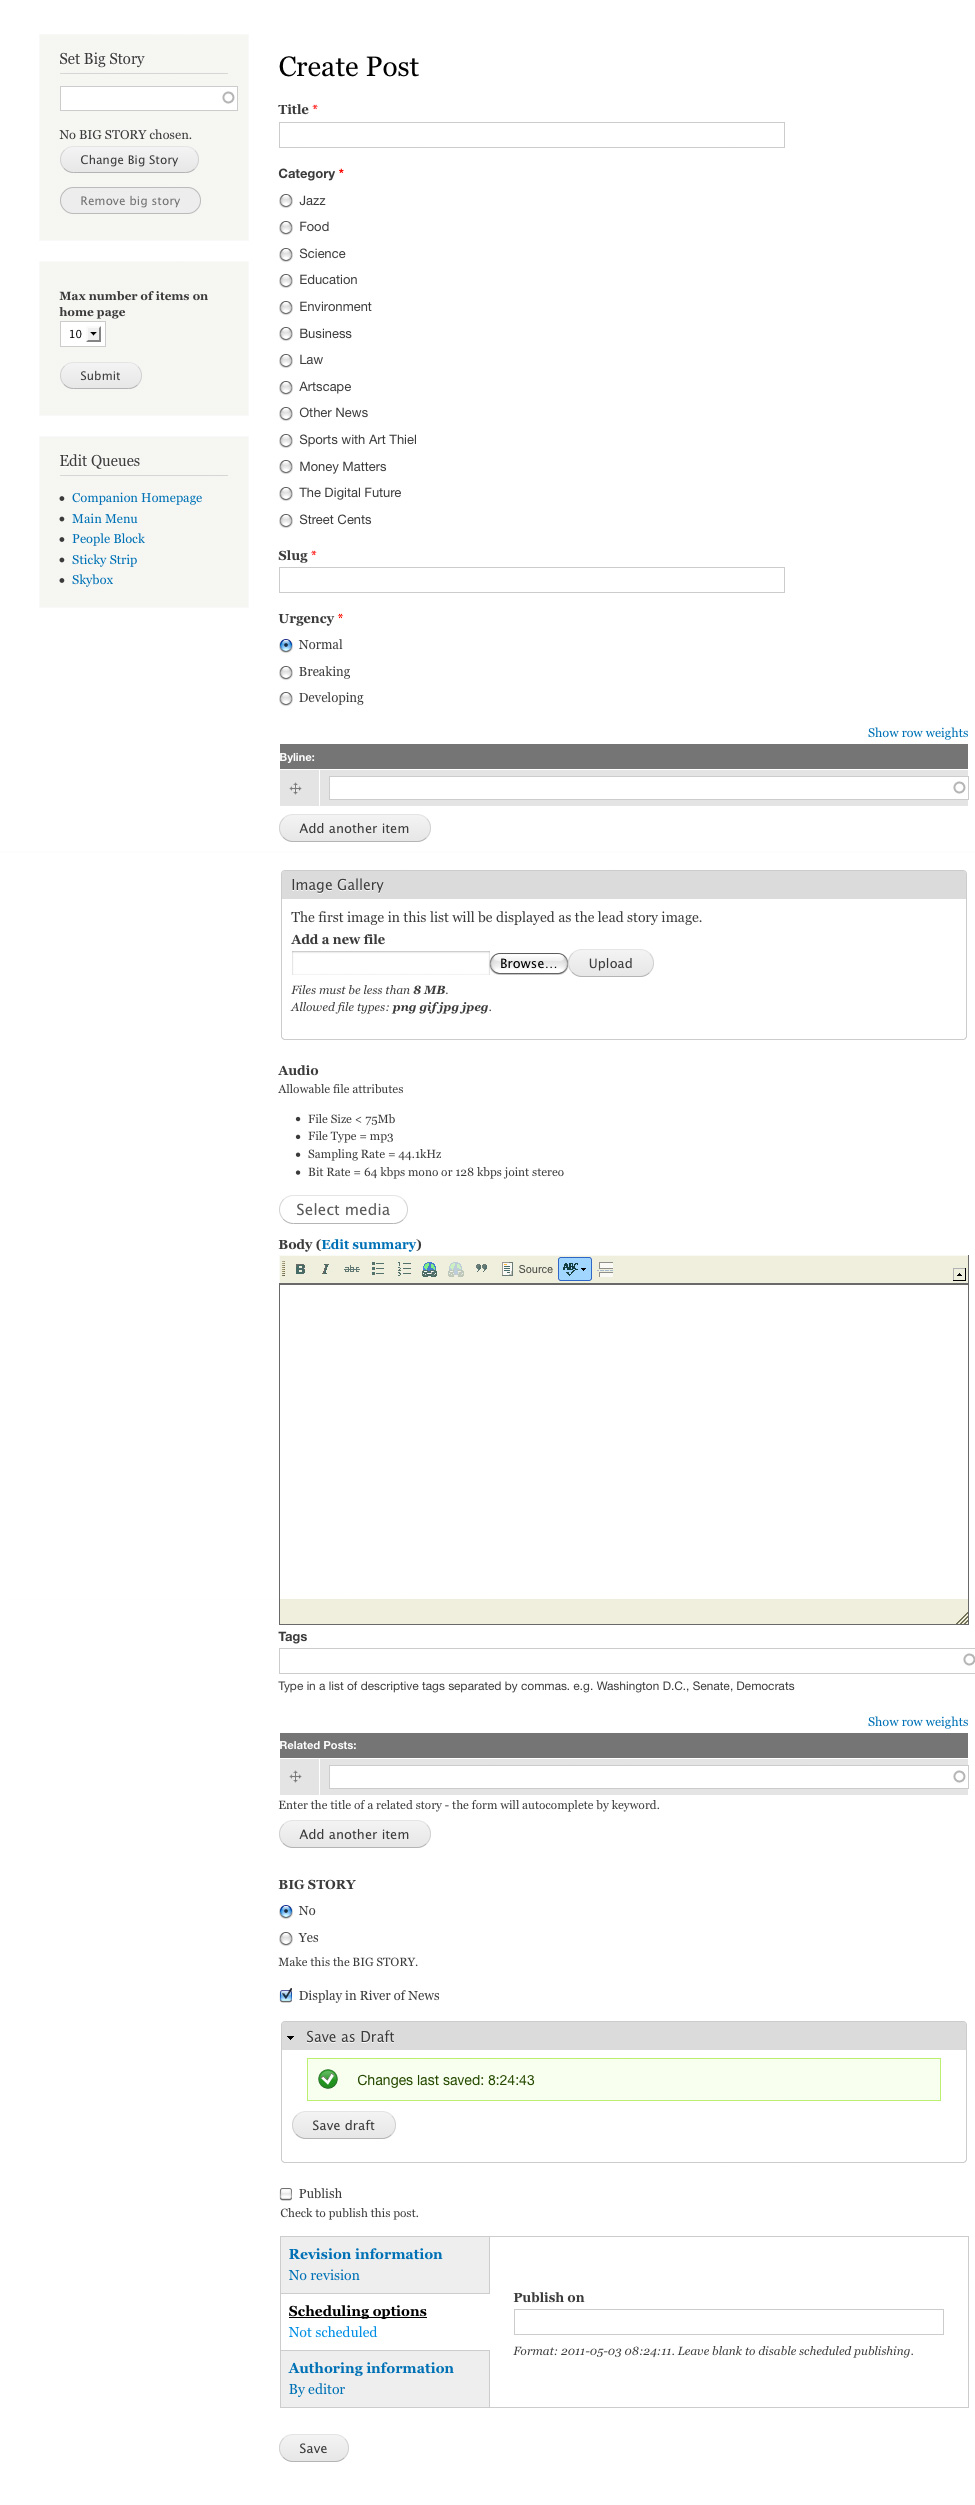 Set Big Story
No BIG STORY chosen.
Change Big Story
Remove big story
Max number of items on
home page
10
Submit
Edit Queues
Companion Homepage
Main Menu
People Block
Sticky Strip
Skybox
Create Post
Title *
Category *
Jazz
Food
Science
Education
Environment
Business
Law
Artscape
Other News
Sports with Art Thiel
Money Matters
The Digital Future
Street Cents
Slug *
Urgency *
Normal
Breaking
Developing
Show row weights
Byline:
Add another item
Image Gallery
The first image in this list will be displayed as the lead story image.
Add a new file
Browse... Upload
Files must be less than 8 MB.
Allowed file types: png gif jpg jpeg.
Audio
Allowable file attributes
File Size < 75Mb
File Type = mp3
Sampling Rate = 44.1kHz
Bit Rate = 64 kbps mono or 128 kbps joint stereo
Select media
Body (Edit summary)
B I abc Source ABC
Tags
Type in a list of descriptive tags separated by commas. e.g. Washington D.C., Senate, Democrats
Show row weights
Related Posts:
Enter the title of a related story - the form will autocomplete by keyword.
Add another item
BIG STORY
No
Yes
Make this the BIG STORY.
Display in River of News
Save as Draft
Changes last saved: 8:24:43
Save draft
Publish
Check to publish this post.
Revision information
No revision
Scheduling options
Not scheduled
Authoring information
By editor
Publish on
Format: 2011-05-03 08:24:11. Leave blank to disable scheduled publishing.
Save